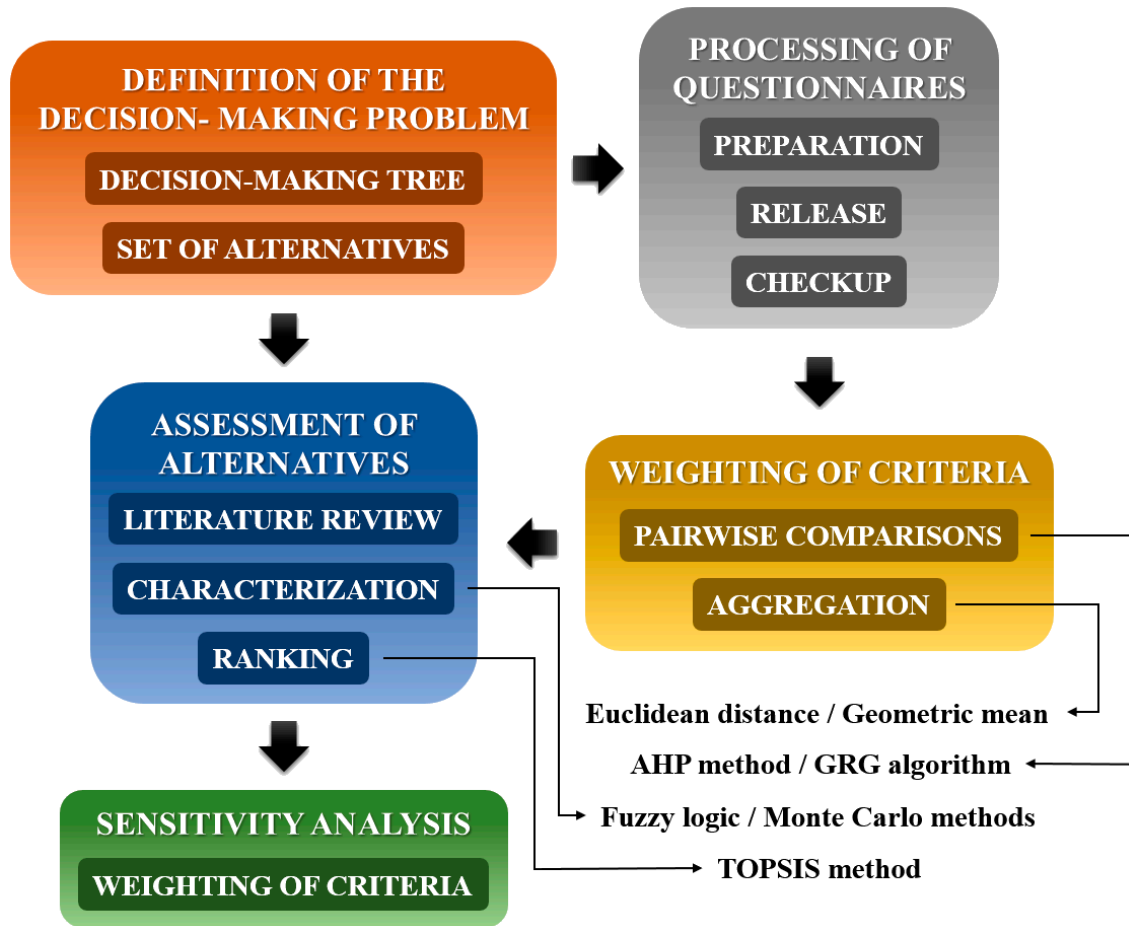 DEFINITION OF THE
DECISION- MAKING PROBLEM
DECISION-MAKING TREE
SET OF ALTERNATIVES
PROCESSING OF
QUESTIONNAIRES
PREPARATION
RELEASE
CHECKUP
ASSESSMENT OF
ALTERNATIVES
LITERATURE REVIEW
CHARACTERIZATION
RANKING
WEIGHTING OF CRITERIA
PAIRWISE COMPARISONS
AGGREGATION
Euclidean distance / Geometric mean
AHP method / GRG algorithm
Fuzzy logic / Monte Carlo methods
TOPSIS method
SENSITIVITY ANALYSIS
WEIGHTING OF CRITERIA